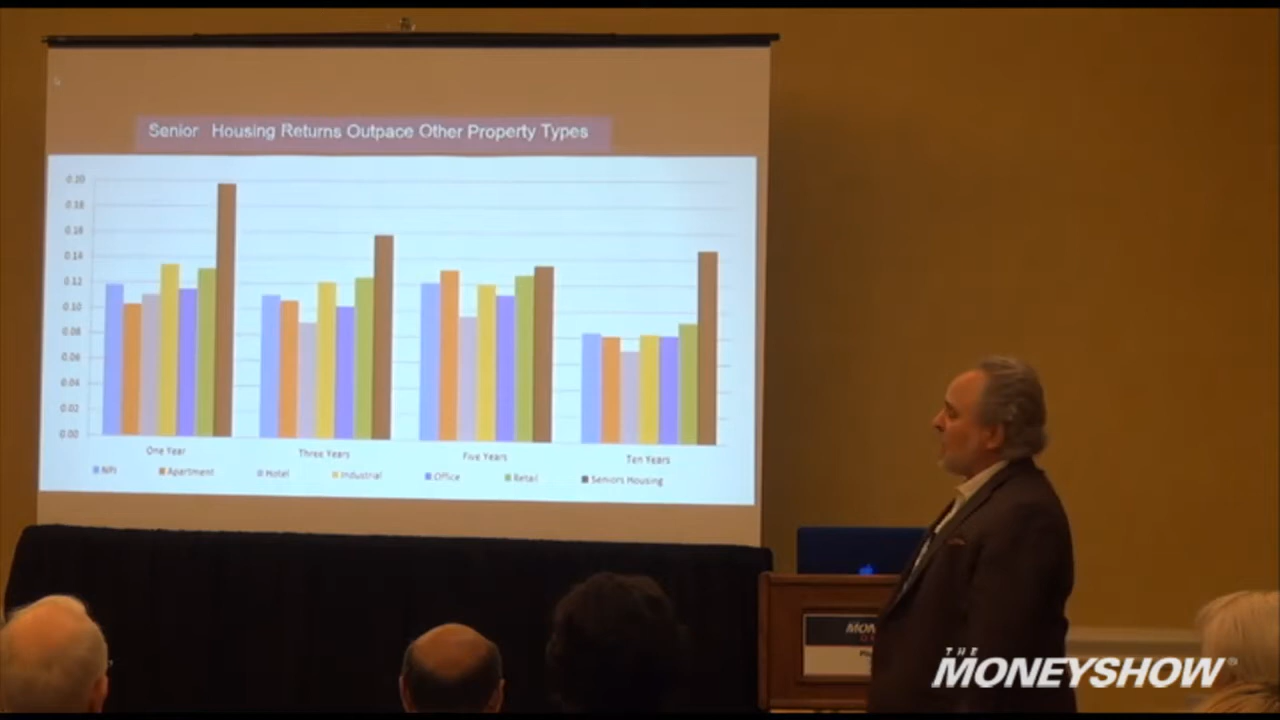 Senior Housing Returns Outpace Other Property Types
0.20
0.18
0.16
0.14
0.12
0.10
0.08
0.06
0.04
0.02
0.00
One Year Three Years Five Years Ten Years
NPI Apartment Hotel Industrial Office Retail Seniors Housing
MON
THE
MONEYSHOW®